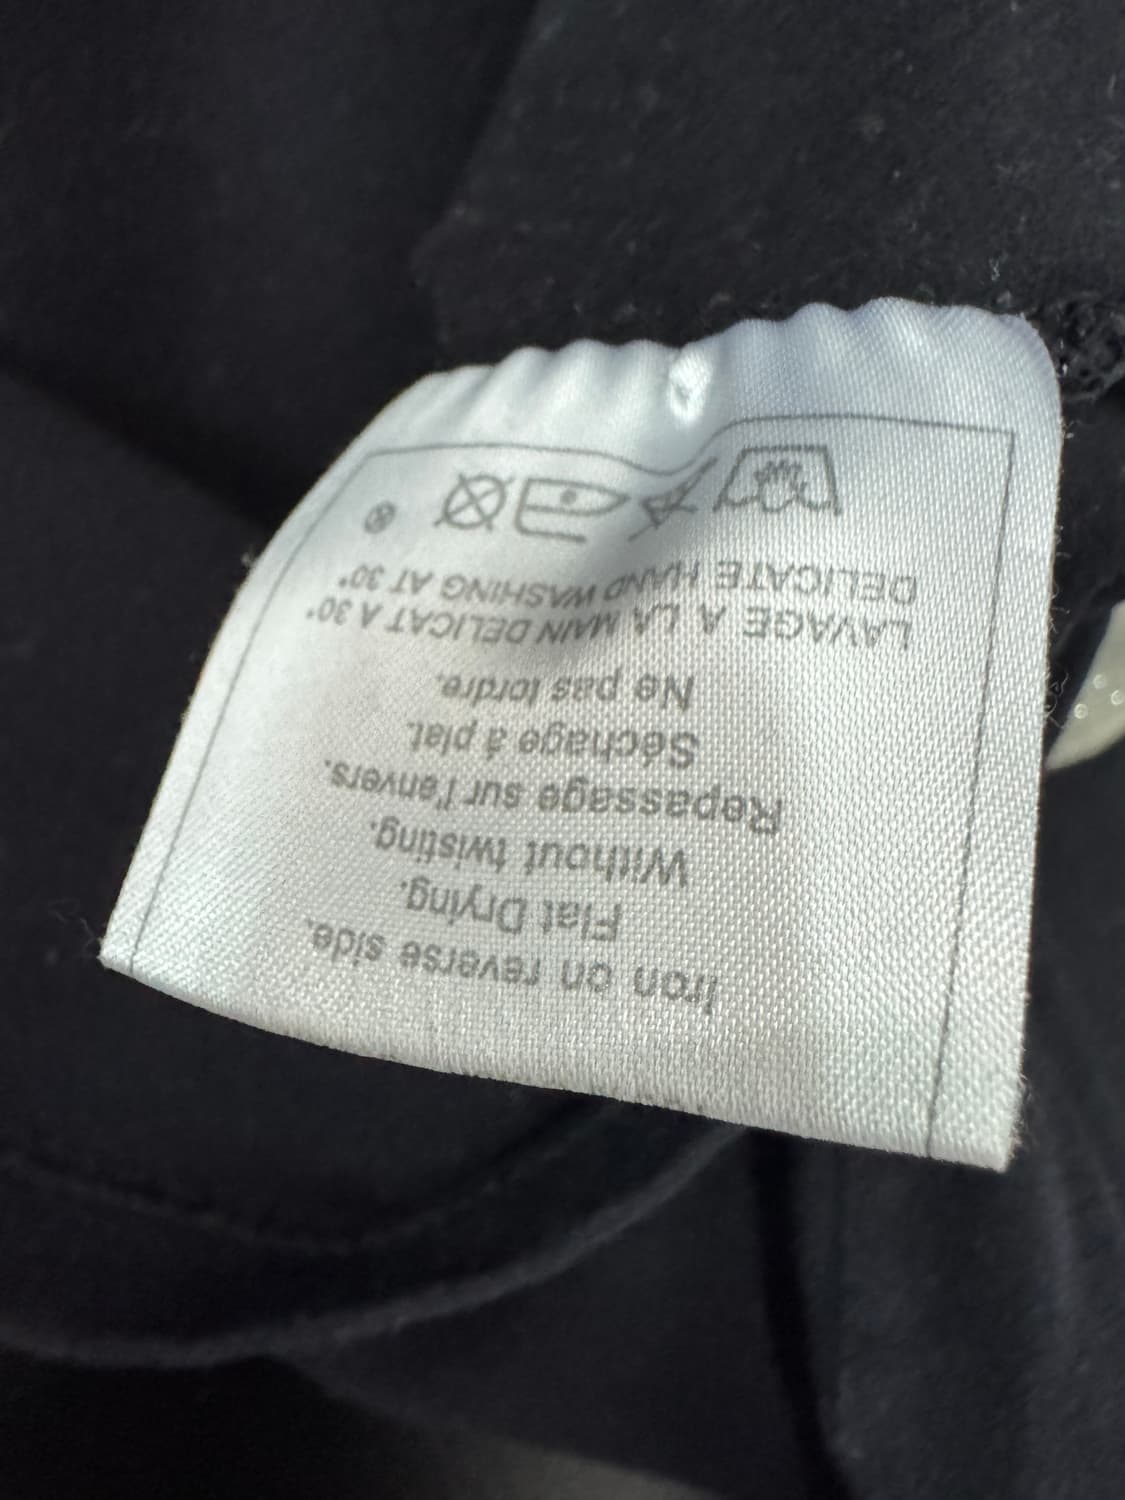 DELICATE HAND WASHING AT 30°
LAVAGE A LA MAIN DELICAT A 30°
Ne pas tordre.
Séchage à plat.
Repassage sur l'envers.
Without twisting.
Flat Drying.
Iron on reverse side.